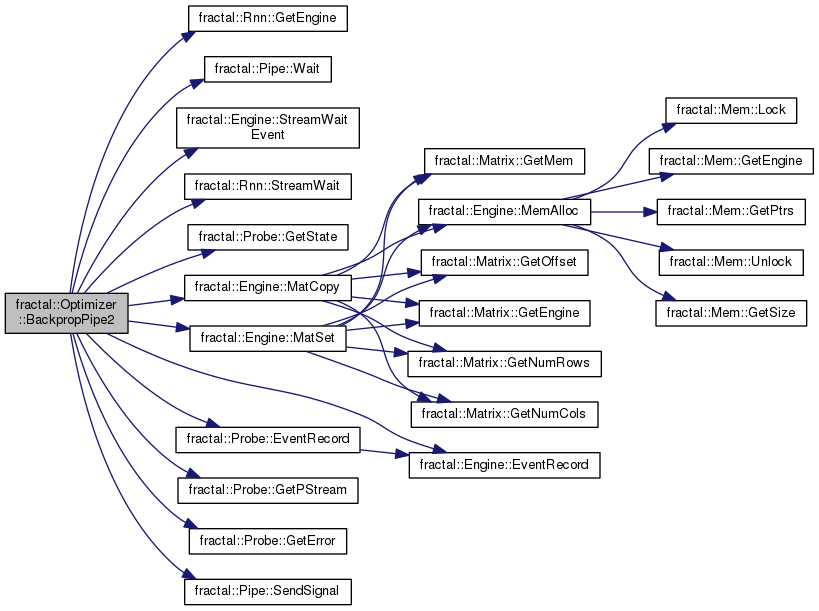 fractal::Optimizer
::BackpropPipe2
fractal::Rnn::GetEngine
fractal::Pipe::Wait
fractal::Engine::StreamWait
Event
fractal::Rnn::StreamWait
fractal::Probe::GetState
fractal::Engine::MatCopy
fractal::Engine::MatSet
fractal::Probe::EventRecord
fractal::Probe::GetPStream
fractal::Probe::GetError
fractal::Pipe::SendSignal
fractal::Matrix::GetMem
fractal::Engine::MemAlloc
fractal::Matrix::GetOffset
fractal::Matrix::GetEngine
fractal::Matrix::GetNumRows
fractal::Matrix::GetNumCols
fractal::Engine::EventRecord
fractal::Mem::Lock
fractal::Mem::GetEngine
fractal::Mem::GetPtrs
fractal::Mem::Unlock
fractal::Mem::GetSize